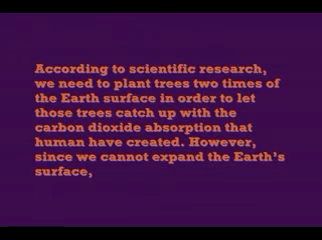 According to scientific research,
we need to plant trees two times of
the Earth surface in order to let
those trees catch up with the
carbon dioxide absorption that
human have created. However,
since we cannot expand the Earth's
surface,